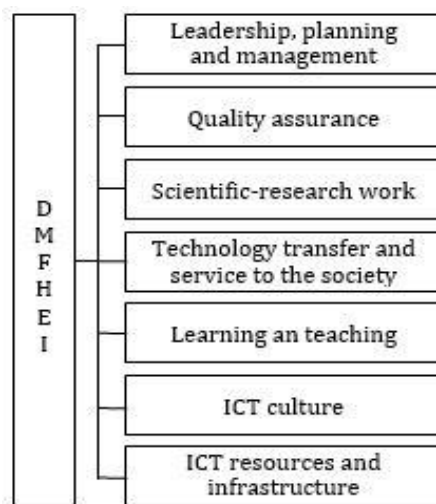 DMFHEI
Leadership, planning
and management
Quality assurance
Scientific-research work
Technology transfer and
service to the society
Learning an teaching
ICT culture
ICT resources and
infrastructure